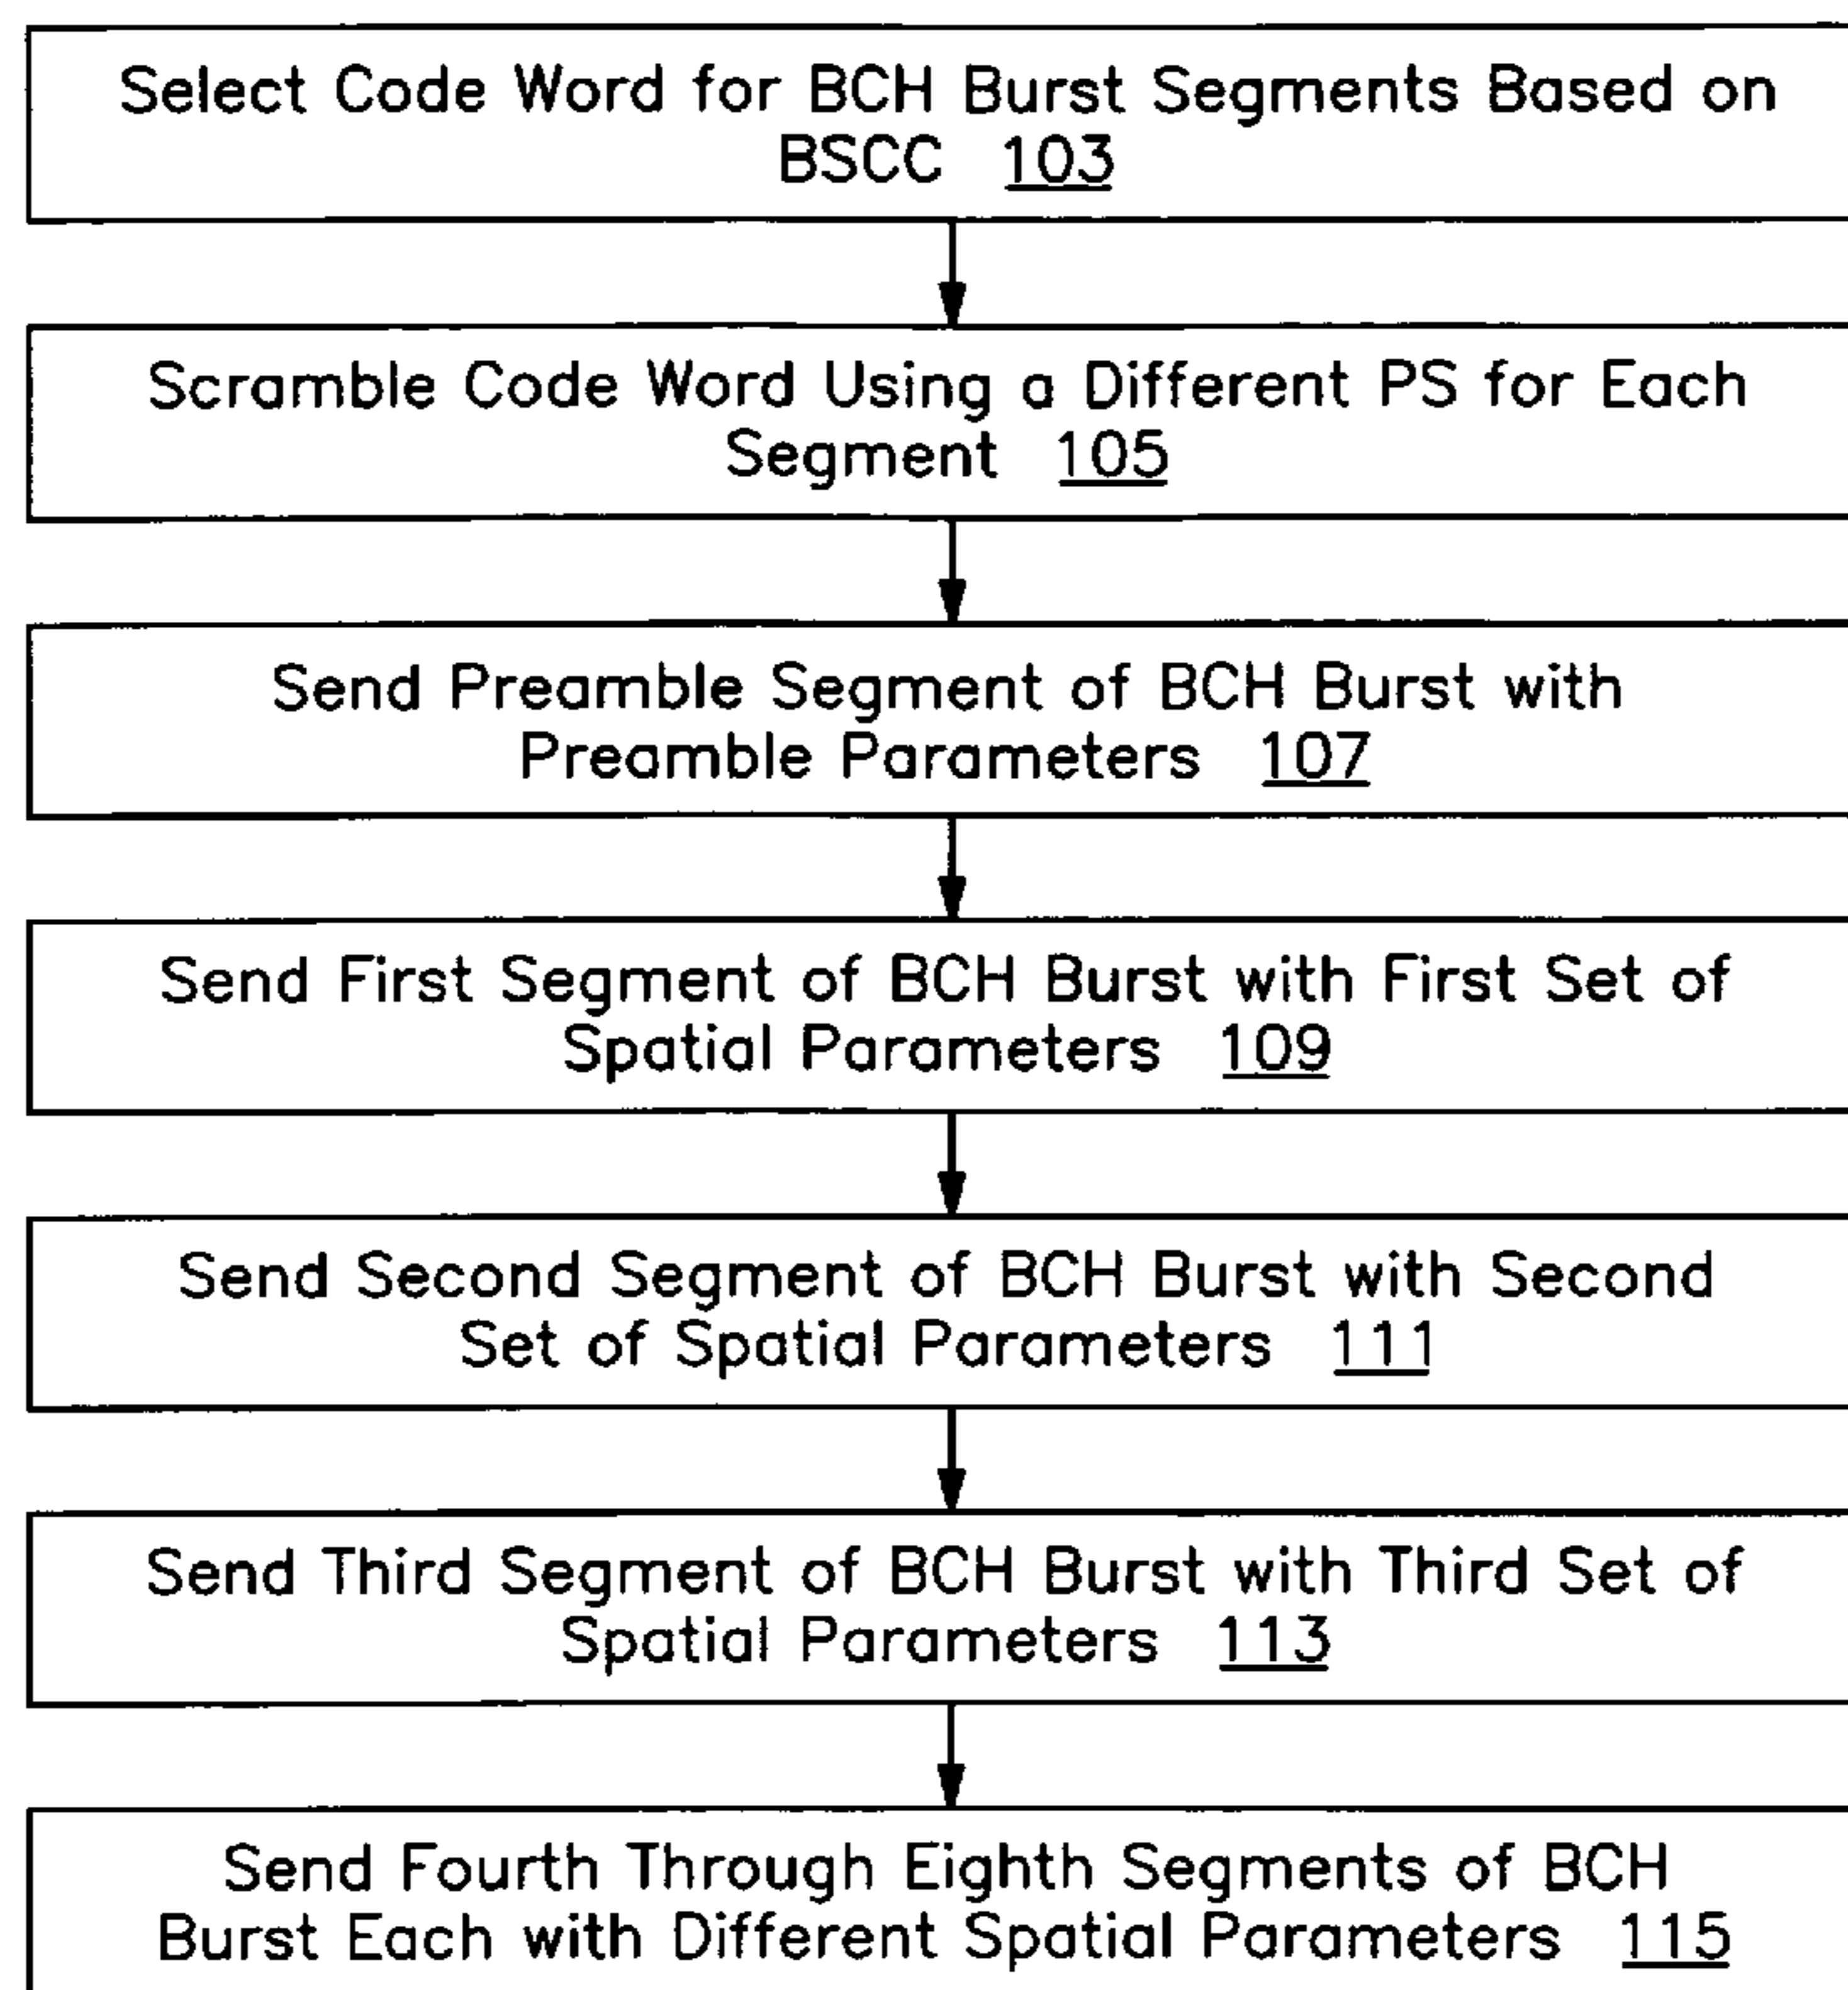 Select Code Word for BCH Burst Segments Based on
BSCC 103
Scramble Code Word Using a Different PS for Each
Segment 105
Send Preamble Segment of BCH Burst with
Preamble Parameters 107
Send First Segment of BCH Burst with First Set of
Spatial Parameters 109
Send Second Segment of BCH Burst with Second
Set of Spatial Parameters 111
Send Third Segment of BCH Burst with Third Set of
Spatial Parameters 113
Send Fourth Through Eighth Segments of BCH
Burst Each with Different Spatial Parameters 115